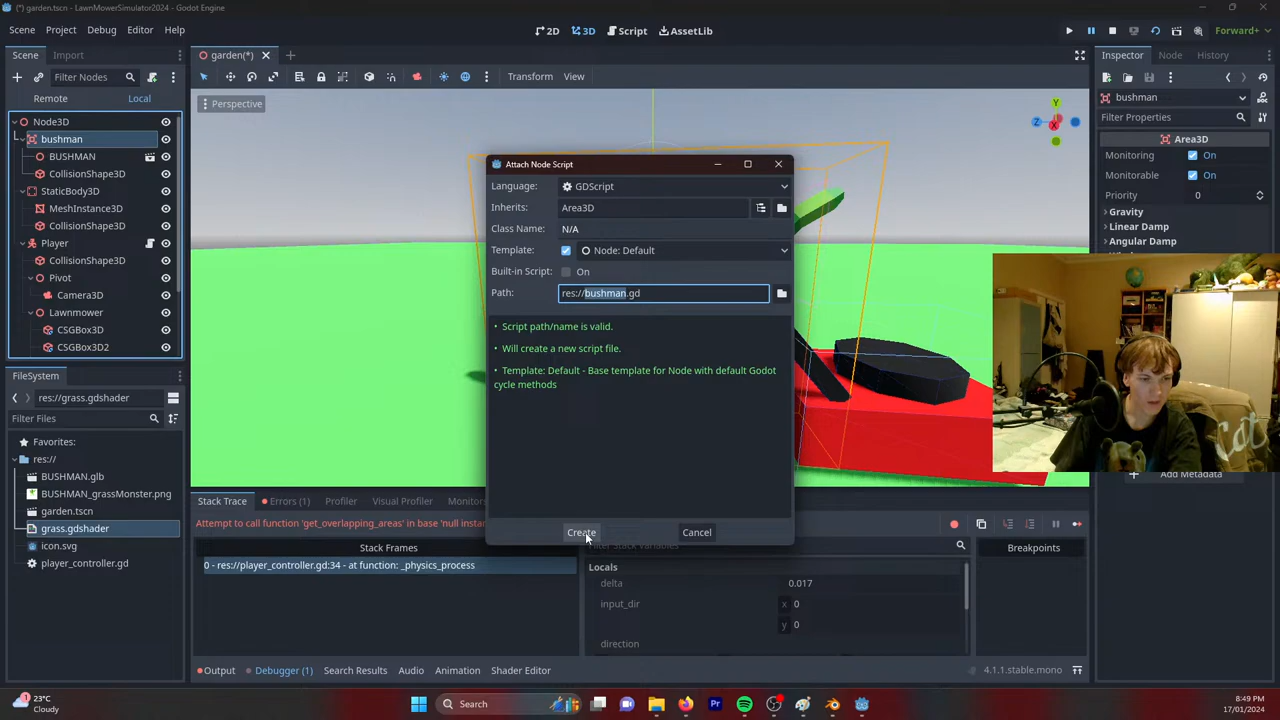 (*) garden.tscn - LawnMowerSimulator2024 - Godot Engine
Scene Project Debug Editor Help
2D 3D Script AssetLib
Forward+
Scene Import
garden(*)
Inspector Node History
Filter Nodes
Transform View
Remote Local
Perspective
bushman
Filter Properties
Node3D
bushman
BUSHMAN
CollisionShape3D
StaticBody3D
MeshInstance3D
CollisionShape3D
Player
CollisionShape3D
Pivot
Camera3D
Lawnmower
CSGBox3D
CSGBox3D2
Y
Z
X
Area3D
Monitoring On
Monitorable On
Priority 0
Gravity
Linear Damp
Angular Damp
Add Metadata
Attach Node Script
Language: GDScript
Inherits: Area3D
Class Name: N/A
Template: Node: Default
Built-in Script: On
Path: res://bushman.gd
• Script path/name is valid.
• Will create a new script file.
• Template: Default - Base template for Node with default Godot
cycle methods
Create Cancel
FileSystem
res://grass.gdshader
Filter Files
Favorites:
res://
BUSHMAN.glb
BUSHMAN_grassMonster.png
garden.tscn
grass.gdshader
icon.svg
player_controller.gd
Stack Trace Errors (1) Profiler Visual Profiler Monitors
Attempt to call function 'get_overlapping_areas' in base 'null instan
Stack Frames
0 - res://player_controller.gd:34 - at function: _physics_process
Filter Stack Variables
Locals
delta 0.017
input_dir x 0
y 0
direction
Breakpoints
Output Debugger (1) Search Results Audio Animation Shader Editor
4.1.1.stable.mono
23°C
Cloudy
Search
Pr
8:49 PM
17/01/2024
Cat